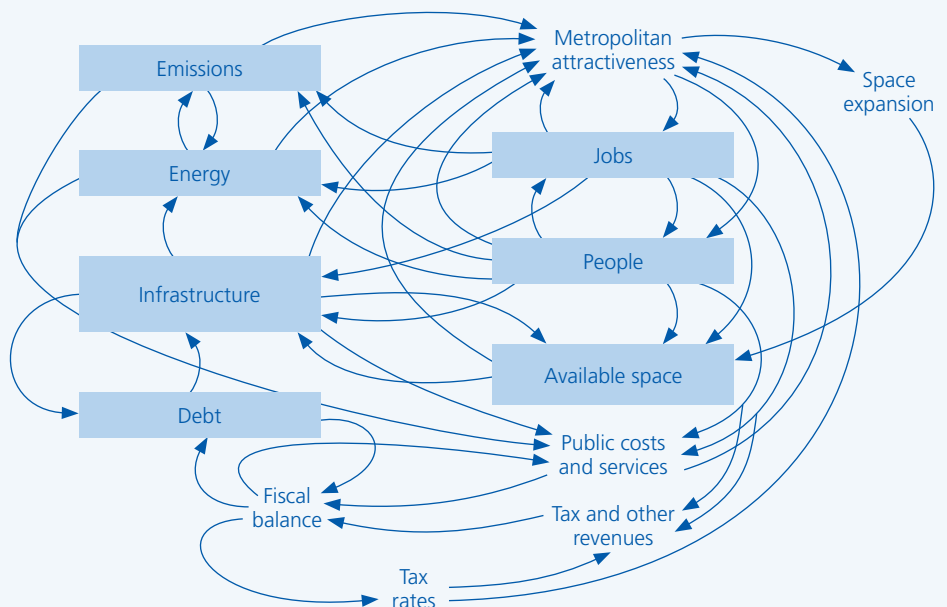 Emissions
Metropolitan
attractiveness
Space
expansion
Jobs
Energy
People
Infrastructure
Available space
Debt
Public costs
and services
Fiscal
balance
Tax and other
revenues
Tax
rates